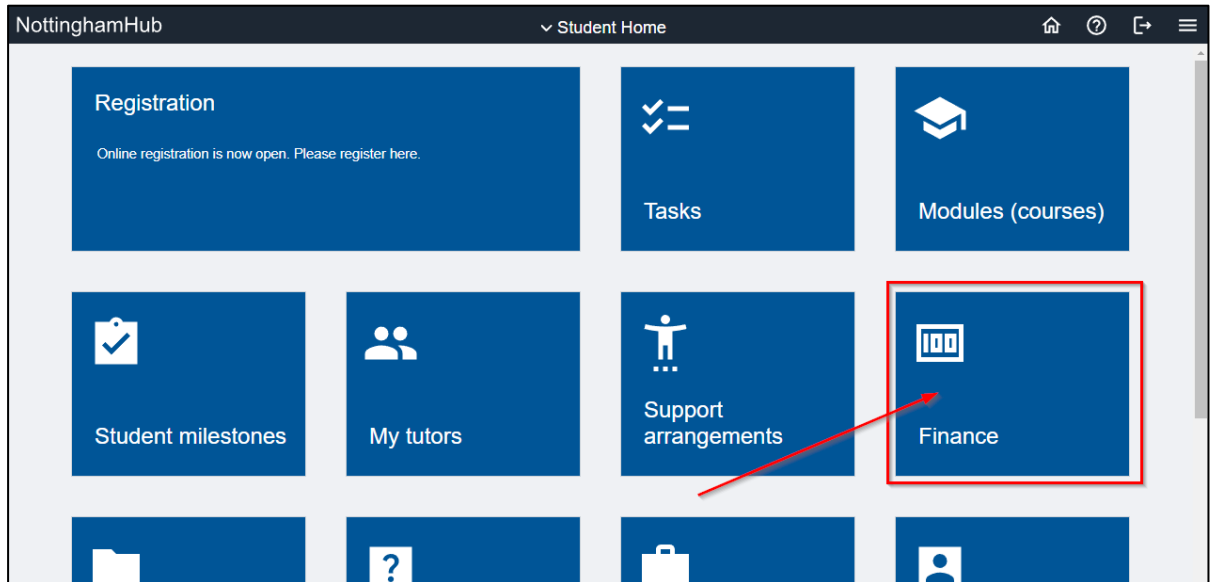 NottinghamHub
Student Home
Registration
Online registration is now open. Please register here.
Tasks
Modules (courses)
Student milestones
My tutors
Support
arrangements
100
Finance
?